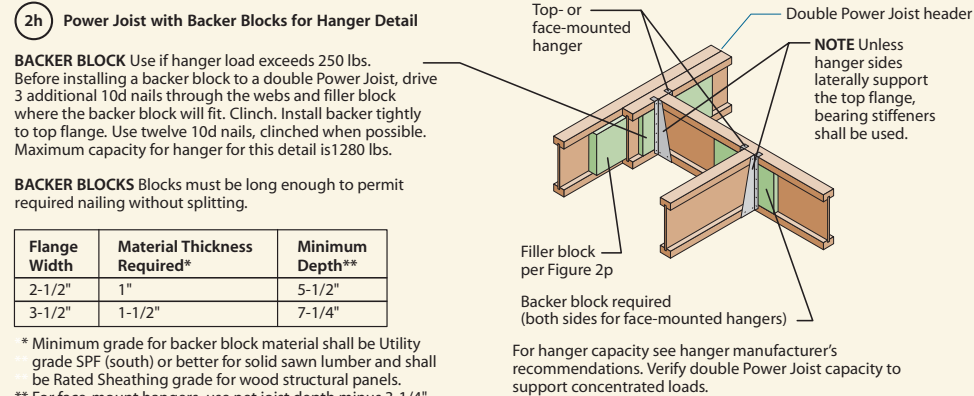 2h Power Joist with Backer Blocks for Hanger Detail
BACKER BLOCK Use if hanger load exceeds 250 lbs.
Before installing a backer block to a double Power Joist, drive
3 additional 10d nails through the webs and filler block
where the backer block will fit. Clinch. Install backer tightly
to top flange. Use twelve 10d nails, clinched when possible.
Maximum capacity for hanger for this detail is1280 lbs.
BACKER BLOCKS Blocks must be long enough to permit
required nailing without splitting.
Flange Width | Material Thickness Required* | Minimum Depth**
2-1/2" | 1" | 5-1/2"
3-1/2" | 1-1/2" | 7-1/4"
* Minimum grade for backer block material shall be Utility
grade SPF (south) or better for solid sawn lumber and shall
be Rated Sheathing grade for wood structural panels.
** For face-mount hangers, use net joist depth minus 3-1/4"
Top- or
face-mounted
hanger
Double Power Joist header
NOTE Unless
hanger sides
laterally support
the top flange,
bearing stiffeners
shall be used.
Filler block
per Figure 2p
Backer block required
(both sides for face-mounted hangers)
For hanger capacity see hanger manufacturer's
recommendations. Verify double Power Joist capacity to
support concentrated loads.